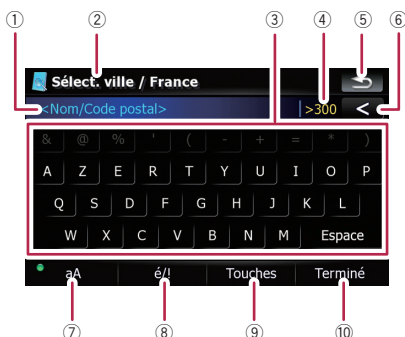 ① ② ③ ④ ⑤ ⑥
Sélect. ville / France
<Nom/Code postal> >300 <
& @ % ' ( - + = * )
A Z E R T Y U I O P
Q S D F G H J K L
W X C V B N M Espace
aA é/! Touches Terminé
⑦ ⑧ ⑨ ⑩